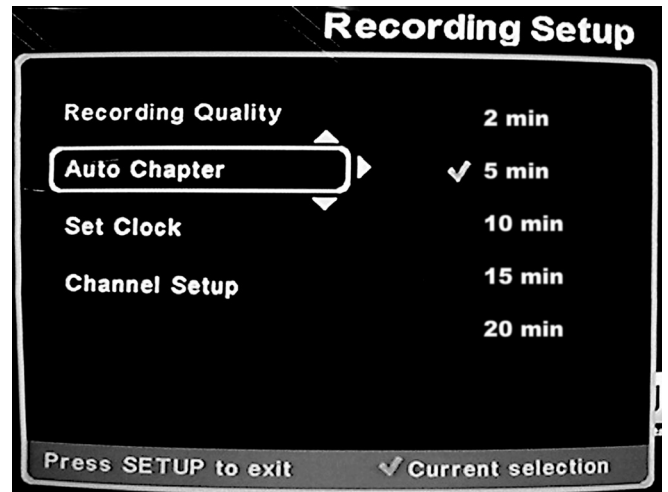 Recording Setup
Recording Quality
Auto Chapter
Set Clock
Channel Setup
2 min
5 min
10 min
15 min
20 min
Press SETUP to exit
Current selection